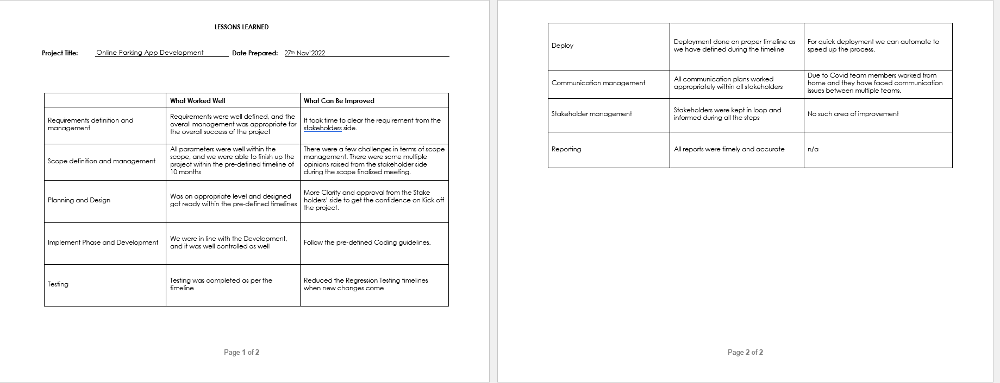 LESSONS LEARNED
Project Title: Online Parking App Development Date Prepared: 27th Nov'2022
What Worked Well What Can Be Improved
Requirements definition and
management
Requirements were well defined, and the
overall management was appropriate for
the overall success of the project
It took time to clear the requirement from the
stakeholders side.
Scope definition and management
All parameters were well within the
scope, and we were able to finish up the
project within the pre-defined timeline of
10 months
There were a few challenges in terms of scope
management. There were some multiple
opinions raised from the stakeholder side
during the scope finalized meeting.
Planning and Design
Was on appropriate level and designed
got ready within the pre-defined timelines
More Clarity and approval from the Stake
holders' side to get the confidence on Kick off
the project.
Implement Phase and Development
We were in line with the Development,
and it was well controlled as well
Follow the pre-defined Coding guidelines.
Testing
Testing was completed as per the
timeline
Reduced the Regression Testing timelines
when new changes come
Page 1 of 2
Deploy
Deployment done on proper timeline as
we have defined during the timeline
For quick deployment we can automate to
speed up the process.
Communication management
All communication plans worked
appropriately within all stakeholders
Due to Covid team members worked from
home and they have faced communication
issues between multiple teams.
Stakeholder management
Stakeholders were kept in loop and
informed during all the steps
No such area of improvement
Reporting
All reports were timely and accurate
n/a
Page 2 of 2